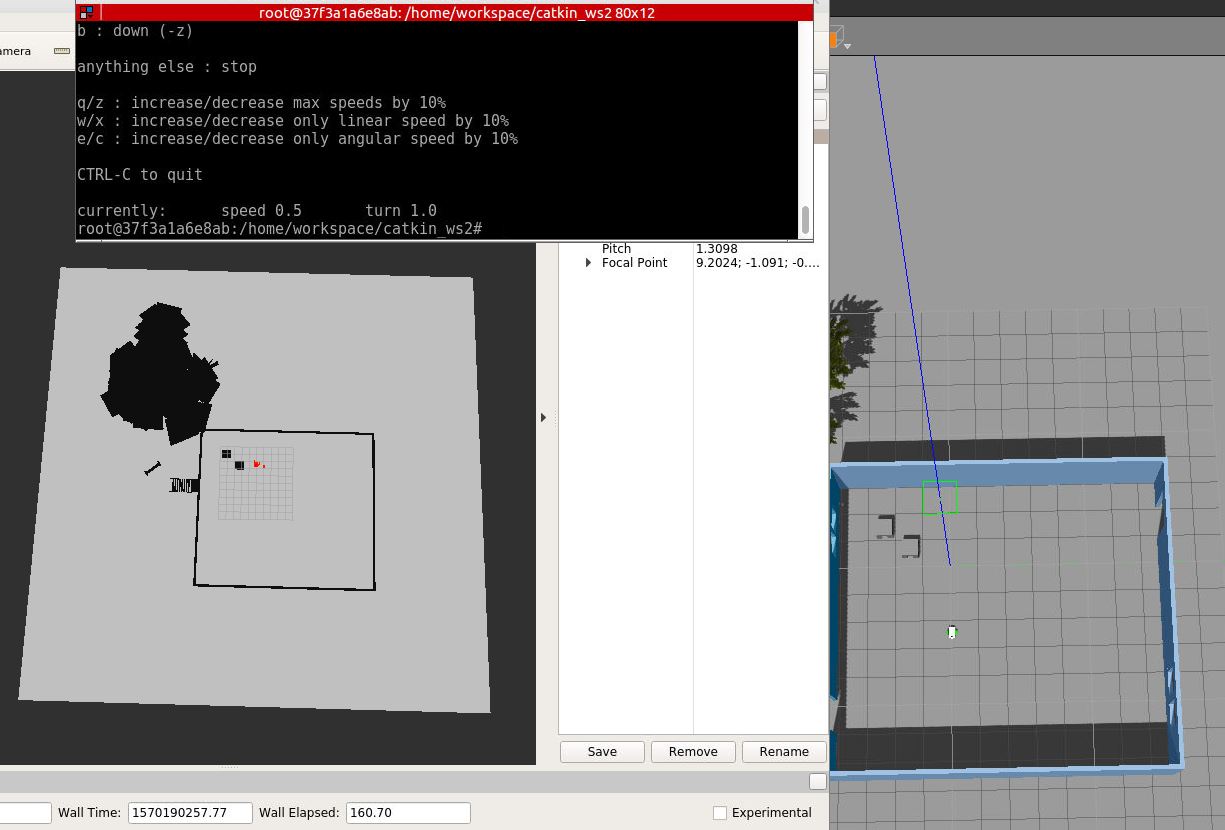 root@37f3a1a6e8ab: /home/workspace/catkin_ws2 80x12
b : down (-z)
anything else : stop
q/z : increase/decrease max speeds by 10%
w/x : increase/decrease only linear speed by 10%
e/c : increase/decrease only angular speed by 10%
CTRL-C to quit
currently:      speed 0.5       turn 1.0
root@37f3a1a6e8ab:/home/workspace/catkin_ws2#
amera
Pitch 1.3098
Focal Point 9.2024; -1.091; -0....
Save Remove Rename
Wall Time: 1570190257.77 Wall Elapsed: 160.70 Experimental